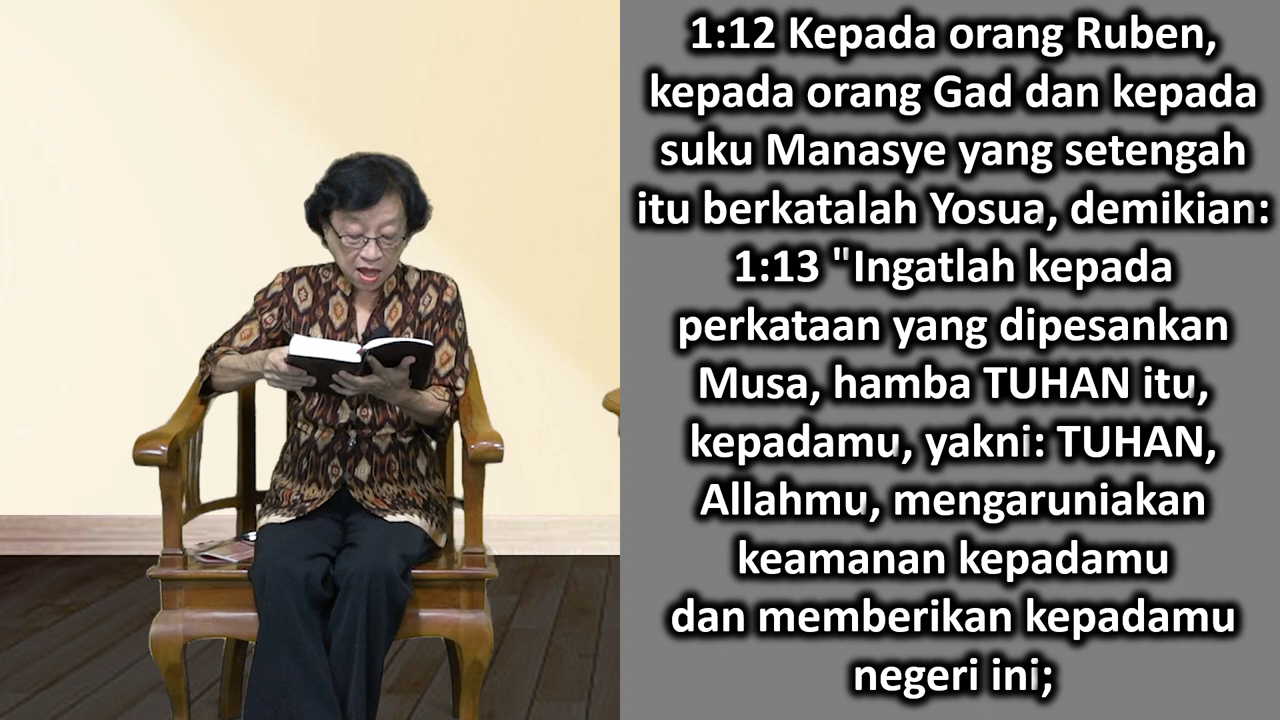 1:12 Kepada orang Ruben,
kepada orang Gad dan kepada
suku Manasye yang setengah
itu berkatalah Yosua, demikian:
1:13 "Ingatlah kepada
perkataan yang dipesankan
Musa, hamba TUHAN itu,
kepadamu, yakni: TUHAN,
Allahmu, mengaruniakan
keamanan kepadamu
dan memberikan kepadamu
negeri ini;